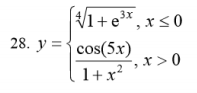 28. y = { ∜(1 + e^{3x}), x ≤ 0
cos(5x) / (1 + x²), x > 0